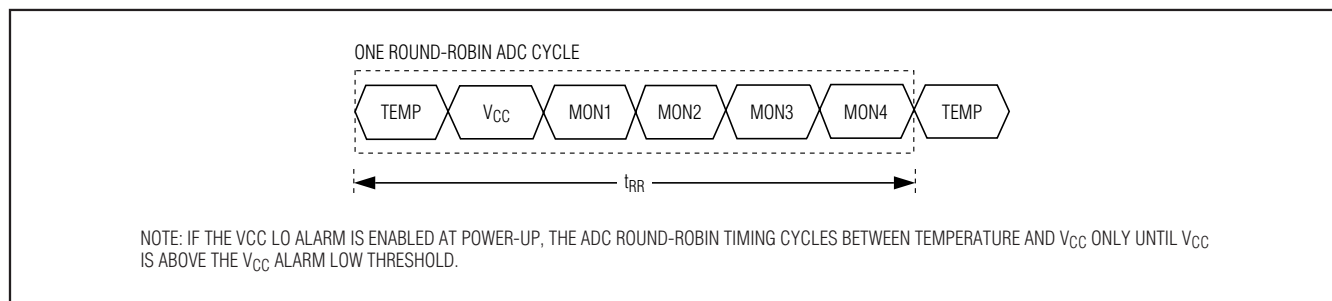 ONE ROUND-ROBIN ADC CYCLE
TEMP VCC MON1 MON2 MON3 MON4 TEMP
tRR
NOTE: IF THE VCC LO ALARM IS ENABLED AT POWER-UP, THE ADC ROUND-ROBIN TIMING CYCLES BETWEEN TEMPERATURE AND VCC ONLY UNTIL VCC
IS ABOVE THE VCC ALARM LOW THRESHOLD.